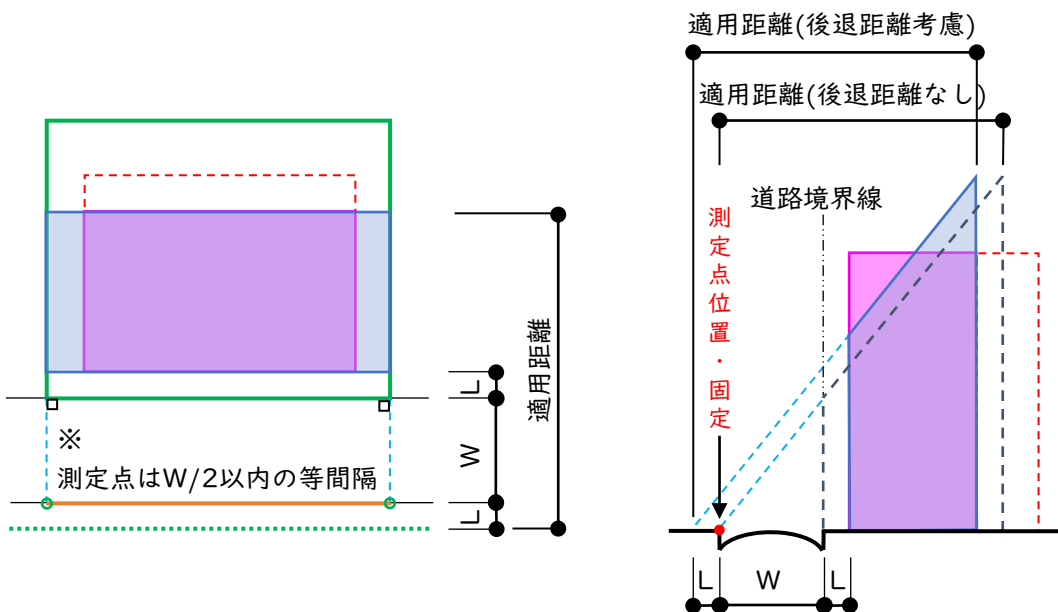 適用距離(後退距離考慮)
適用距離(後退距離なし)
道路境界線
測定点位置・固定
適用距離
L
W
L
※
測定点はW/2以内の等間隔
L
W
L